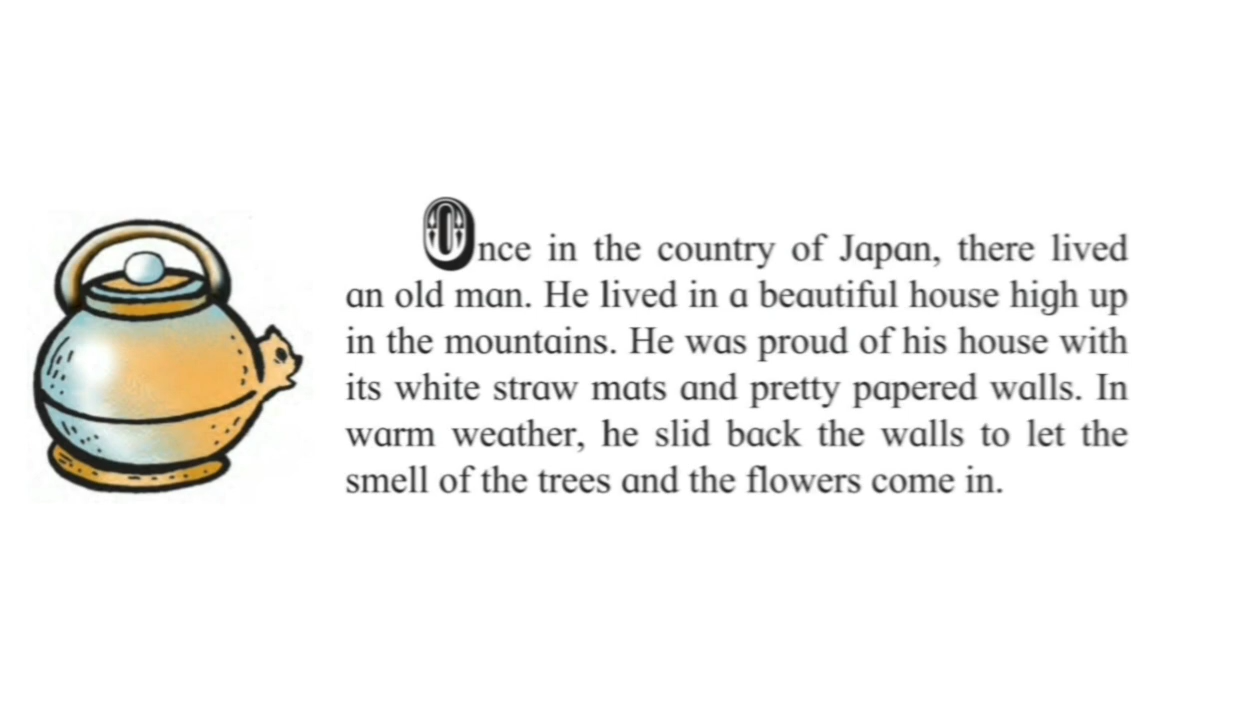 Once in the country of Japan, there lived
an old man. He lived in a beautiful house high up
in the mountains. He was proud of his house with
its white straw mats and pretty papered walls. In
warm weather, he slid back the walls to let the
smell of the trees and the flowers come in.